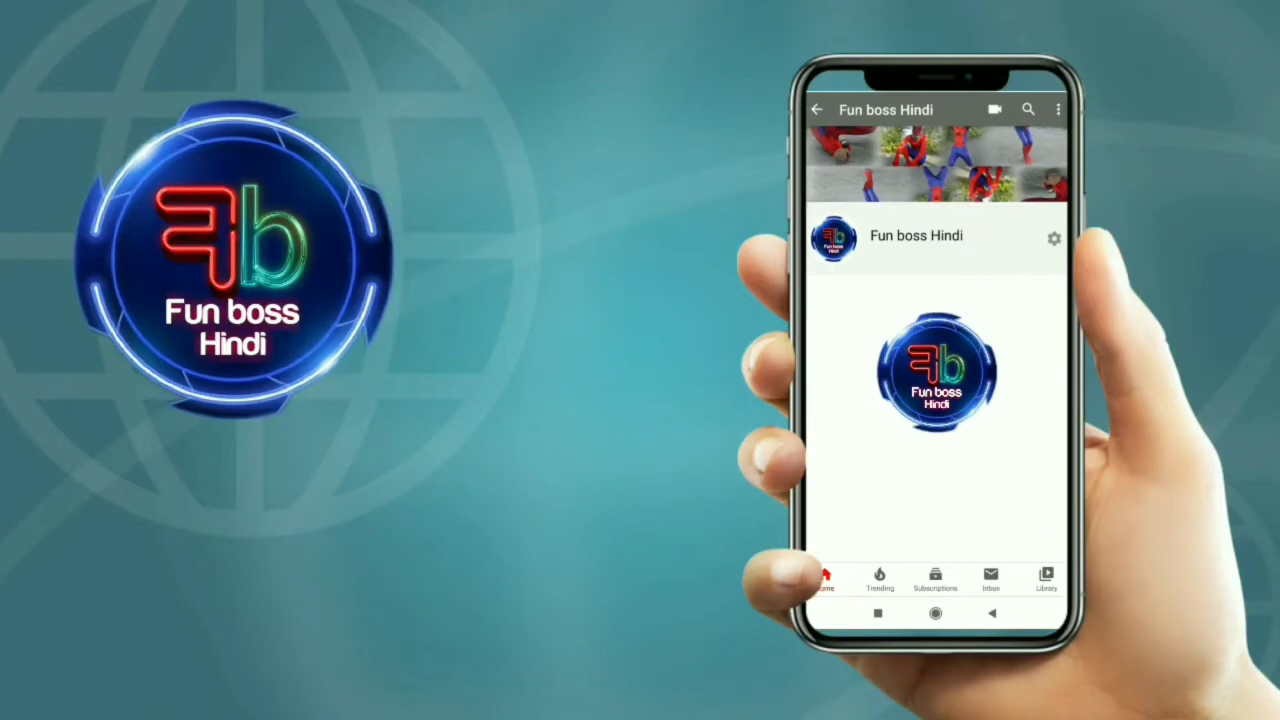 Fun boss
Hindi
Fun boss Hindi
Fun boss
Hindi
Fun boss Hindi
Fun boss
Hindi
Trending
Subscriptions
Inbox
Library